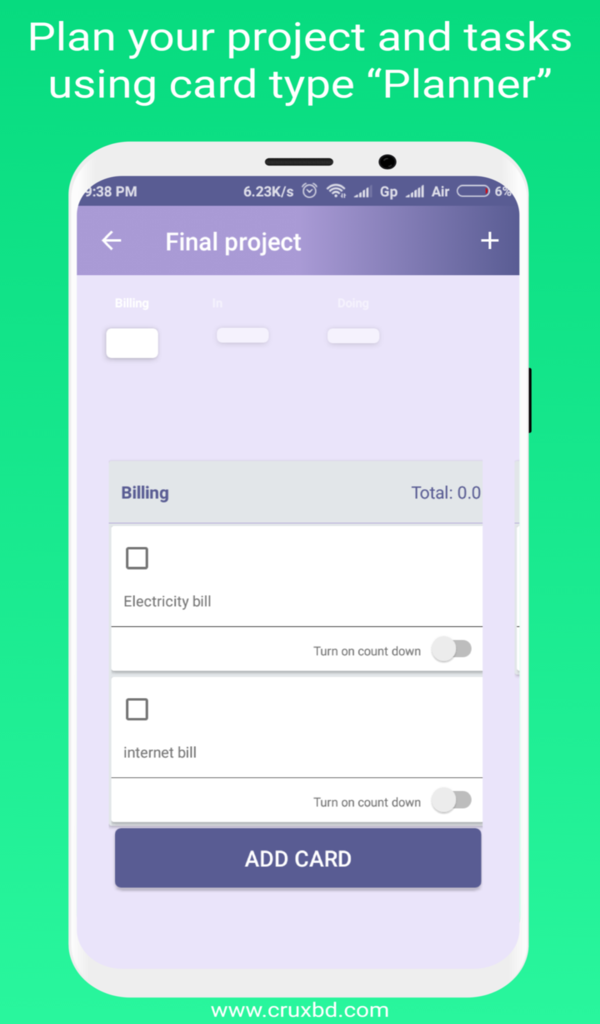 Plan your project and tasks
using card type “Planner”
9:38 PM 6.23K/s Gp Air 6%
Final project
Billing Irr Doing
Billing Total: 0.0
Electricity bill
Turn on count down
internet bill
Turn on count down
ADD CARD
www.cruxbd.com